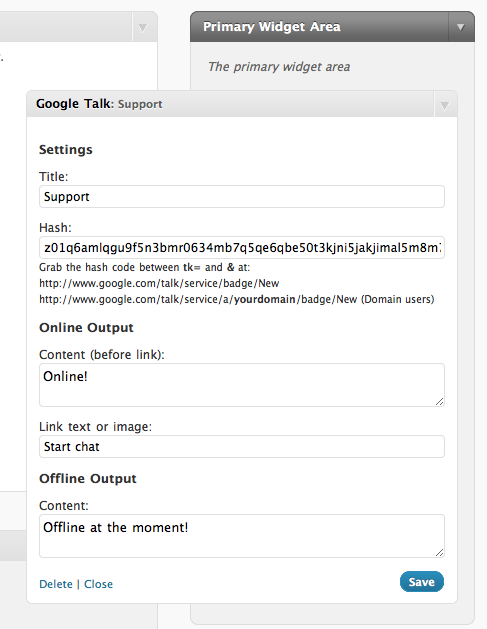 Primary Widget Area
The primary widget area
Google Talk: Support
Settings
Title:
Support
Hash:
z01q6amlqgu9f5n3bmr0634mb7q5qe6qbe50t3kjni5jakjimal5m8m
Grab the hash code between tk= and & at:
http://www.google.com/talk/service/badge/New
http://www.google.com/talk/service/a/yourdomain/badge/New (Domain users)
Online Output
Content (before link):
Online!
Link text or image:
Start chat
Offline Output
Content:
Offline at the moment!
Delete | Close
Save